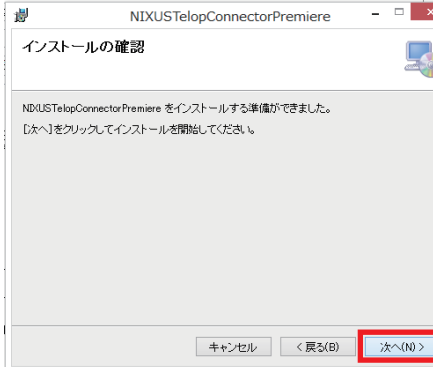 NIXUSTelopConnectorPremiere
インストールの確認
NIXUSTelopConnectorPremiere をインストールする準備ができました。
[次へ]をクリックしてインストールを開始してください。
キャンセル
< 戻る(B)
次へ(N) >